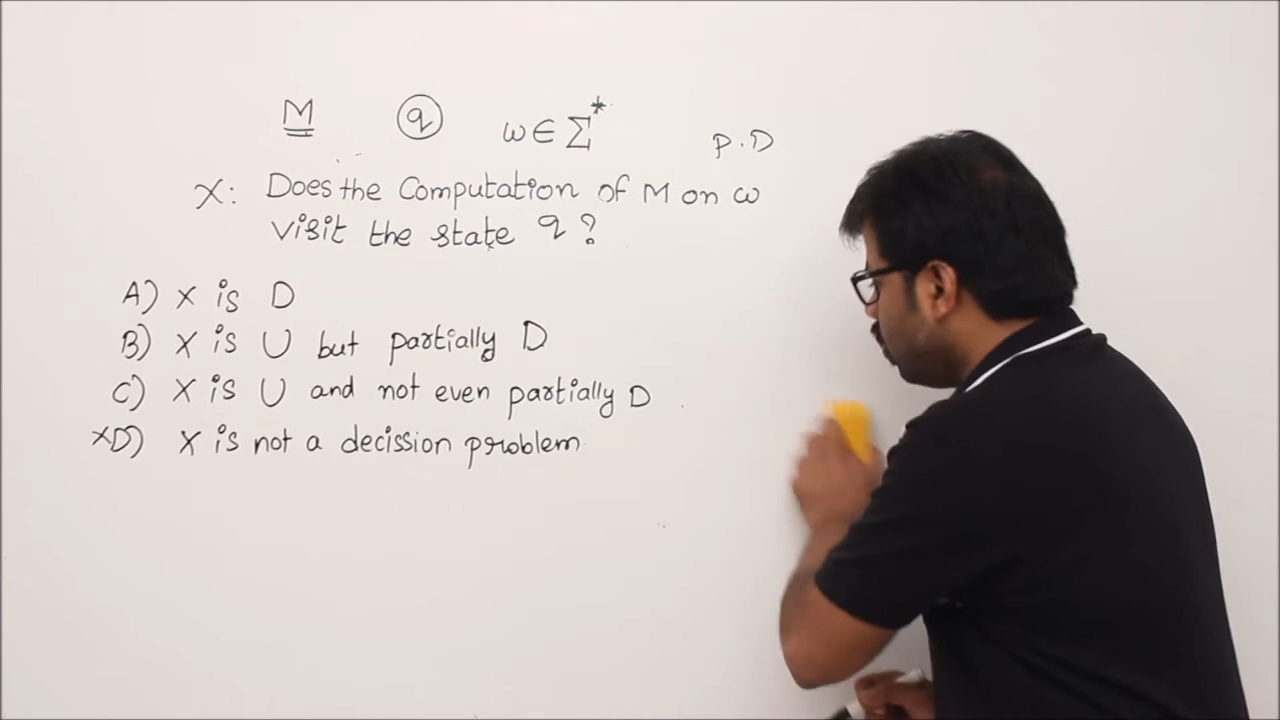 M q w ∈ Σ* P.D
X: Does the Computation of M on w
visit the state q?
A) X is D
B) X is U but partially D
C) X is U and not even partially D
XD) X is not a decission problem